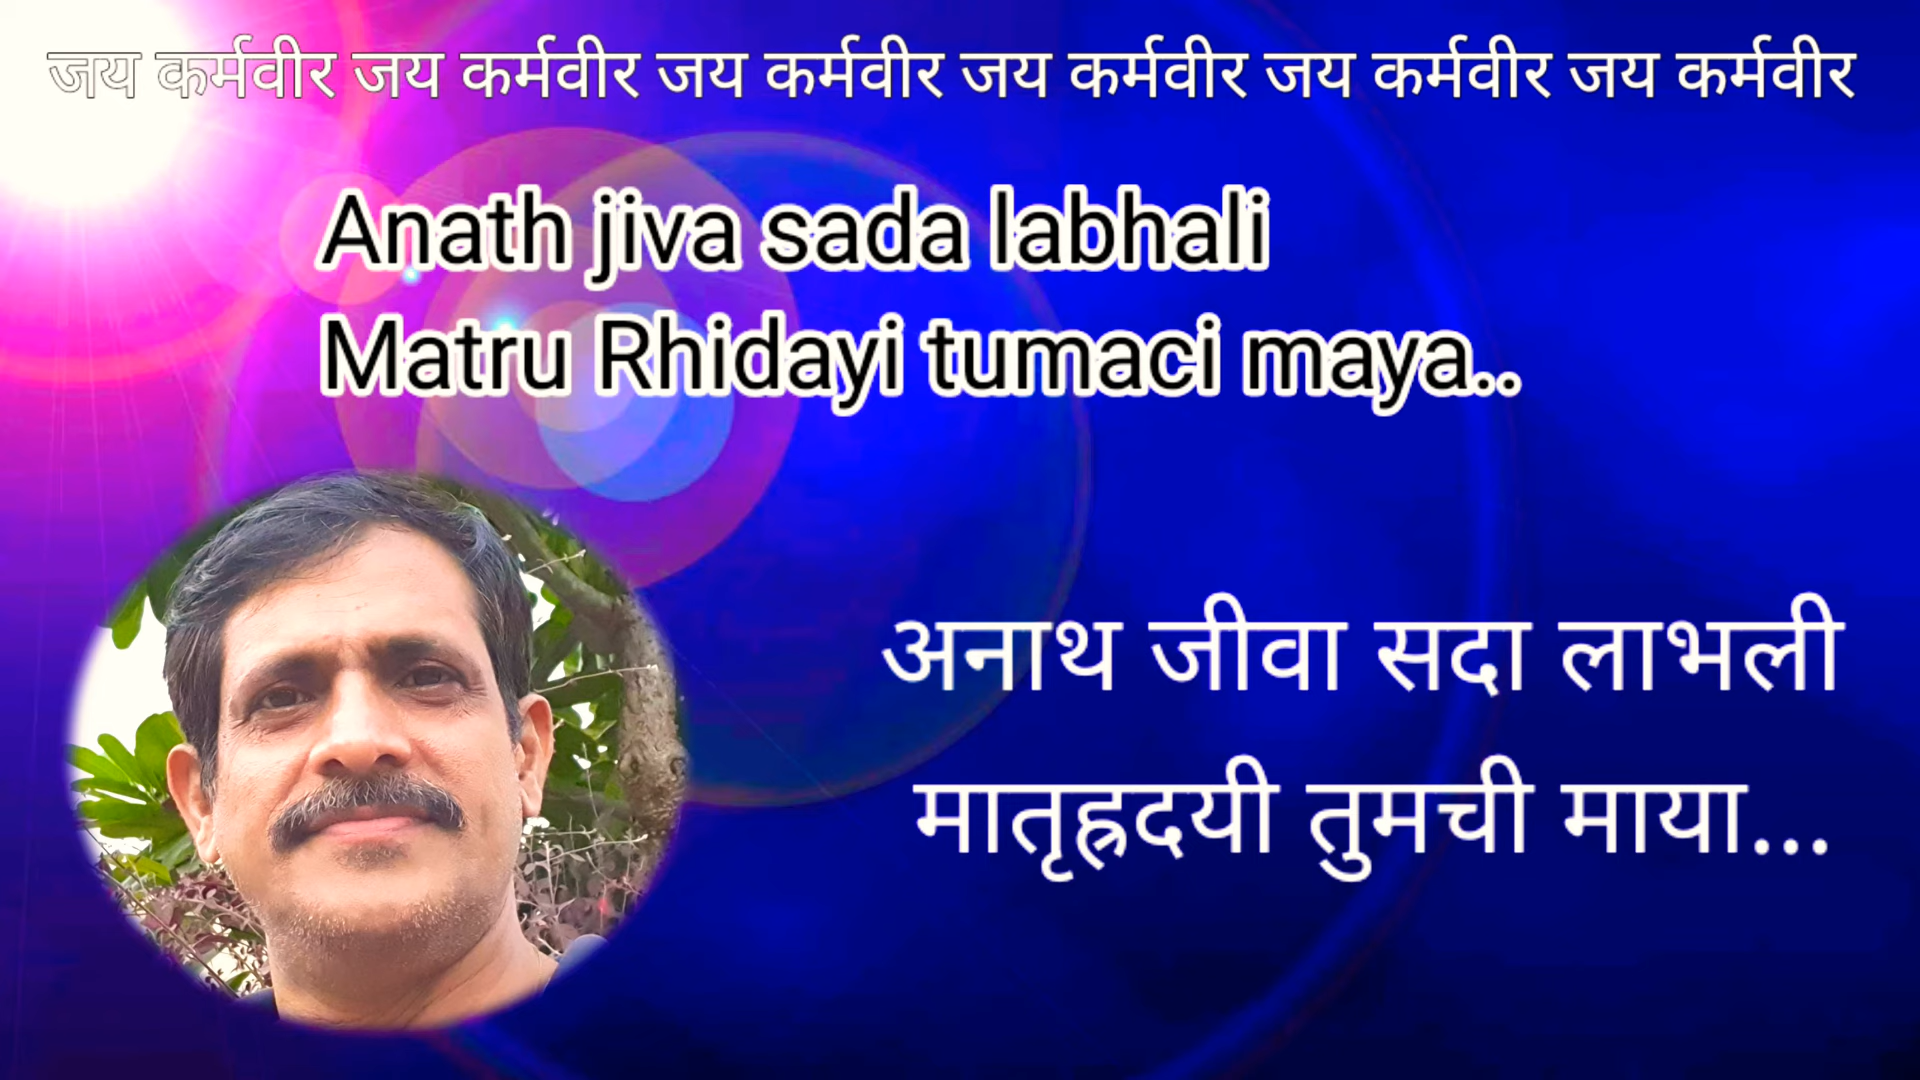 जय कर्मवीर जय कर्मवीर जय कर्मवीर जय कर्मवीर जय कर्मवीर जय कर्मवीर
Anath jiva sada labhali
Matru Rhidayi tumaci maya..
अनाथ जीवा सदा लाभली
मातृह्रदयी तुमची माया...